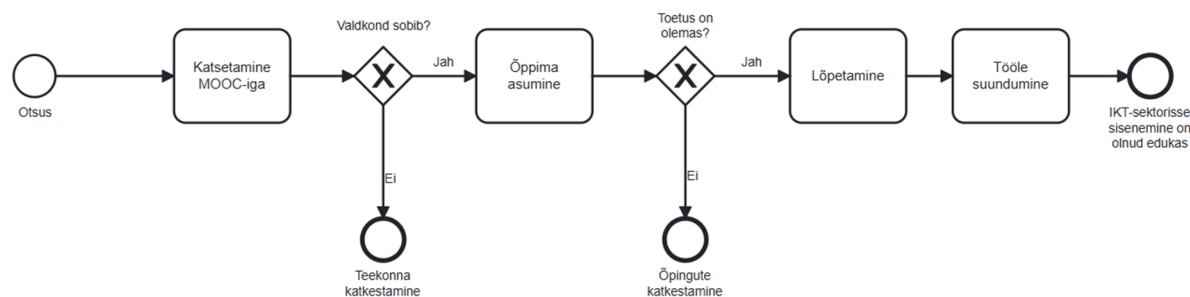 Otsus
Katsetamine
MOOC-iga
Valdkond sobib?
Jah
Ei
Teekonna
katkestamine
Õppima
asumine
Toetus on
olemas?
Jah
Ei
Õpingute
katkestamine
Lõpetamine
Tööle
suundumine
IKT-sektorisse
sisenemine on
olnud edukas